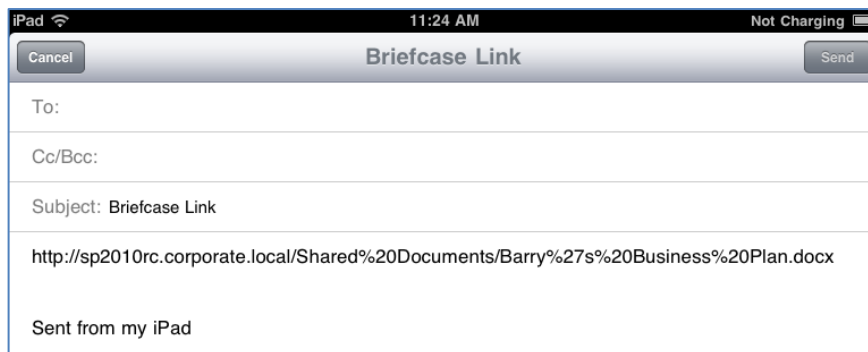 iPad 11:24 AM Not Charging
Cancel Briefcase Link Send
To:
Cc/Bcc:
Subject: Briefcase Link
http://sp2010rc.corporate.local/Shared%20Documents/Barry%27s%20Business%20Plan.docx
Sent from my iPad